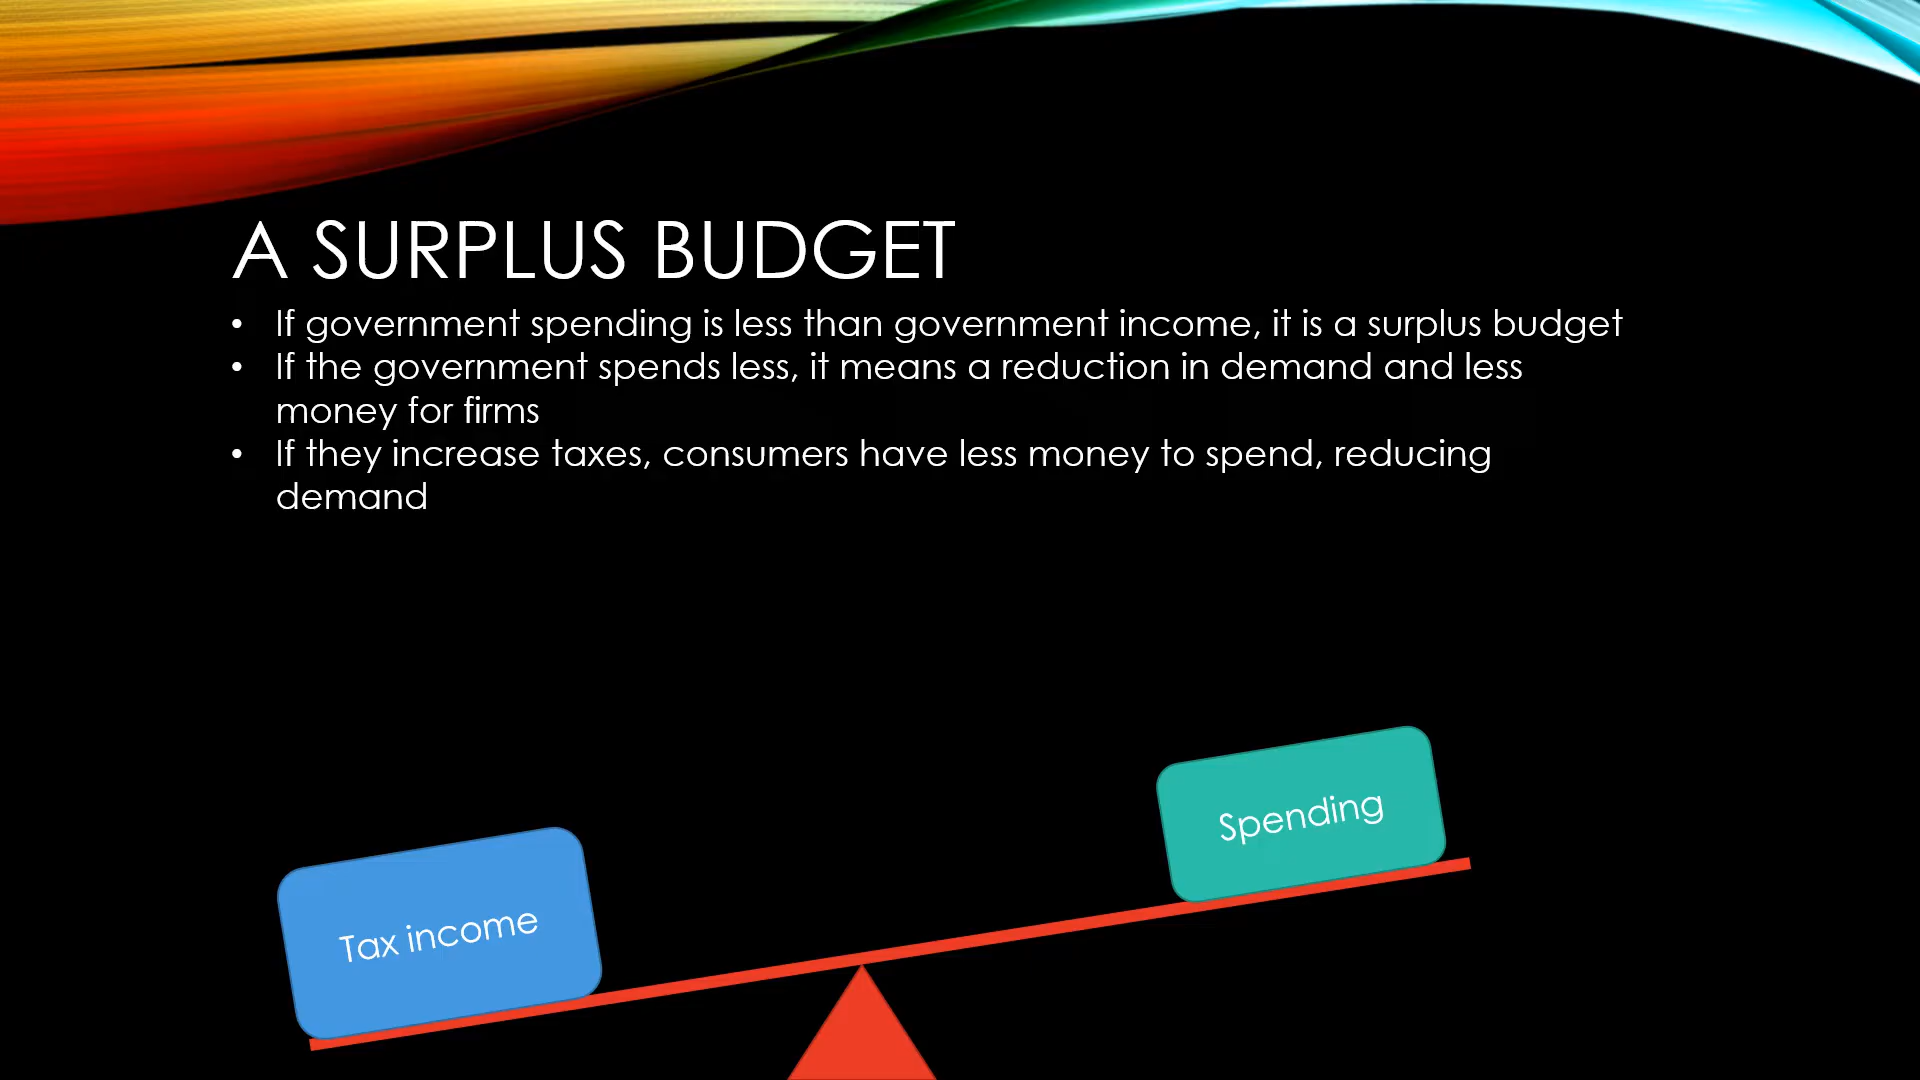 A SURPLUS BUDGET
• If government spending is less than government income, it is a surplus budget
• If the government spends less, it means a reduction in demand and less
money for firms
• If they increase taxes, consumers have less money to spend, reducing
demand
Spending
Tax income